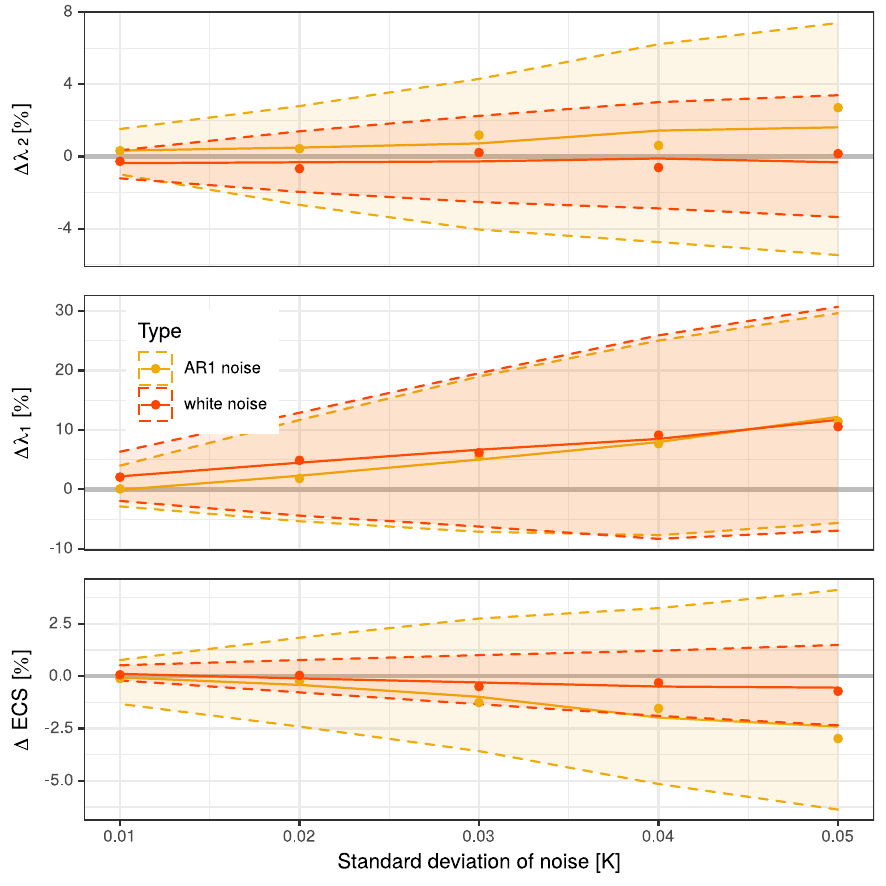 8
4
0
-4
Δλ₂ [%]
30
20
10
0
-10
Δλ₁ [%]
Type
AR1 noise
white noise
2.5
0.0
-2.5
-5.0
Δ ECS [%]
0.01 0.02 0.03 0.04 0.05
Standard deviation of noise [K]